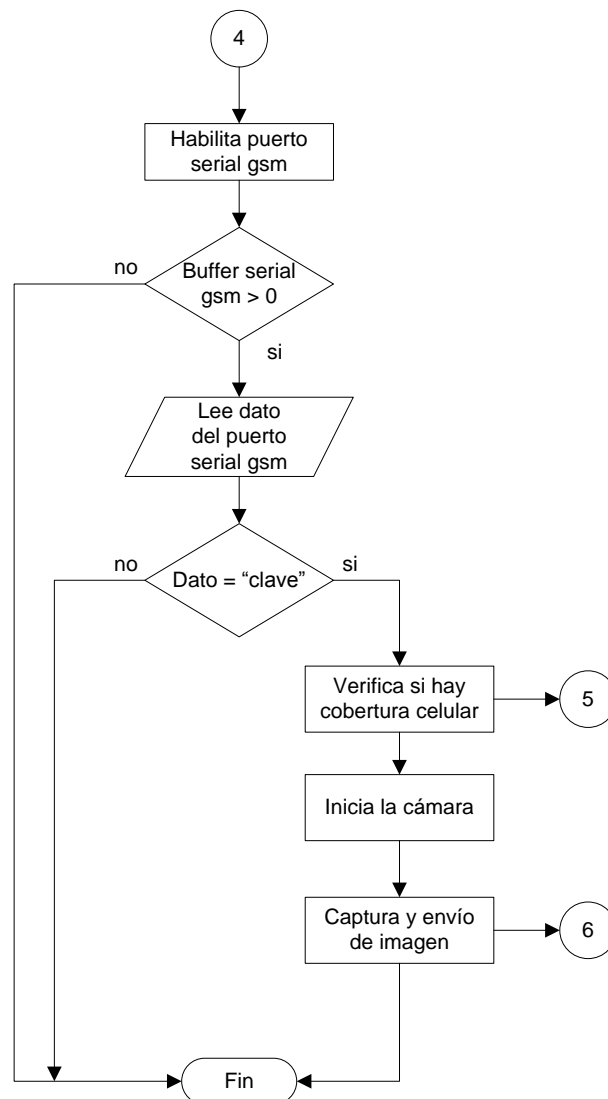 4
Habilita puerto
serial gsm
no
Buffer serial
gsm > 0
si
Lee dato
del puerto
serial gsm
no
Dato = “clave”
si
Verifica si hay
cobertura celular
5
Inicia la cámara
Captura y envío
de imagen
6
Fin